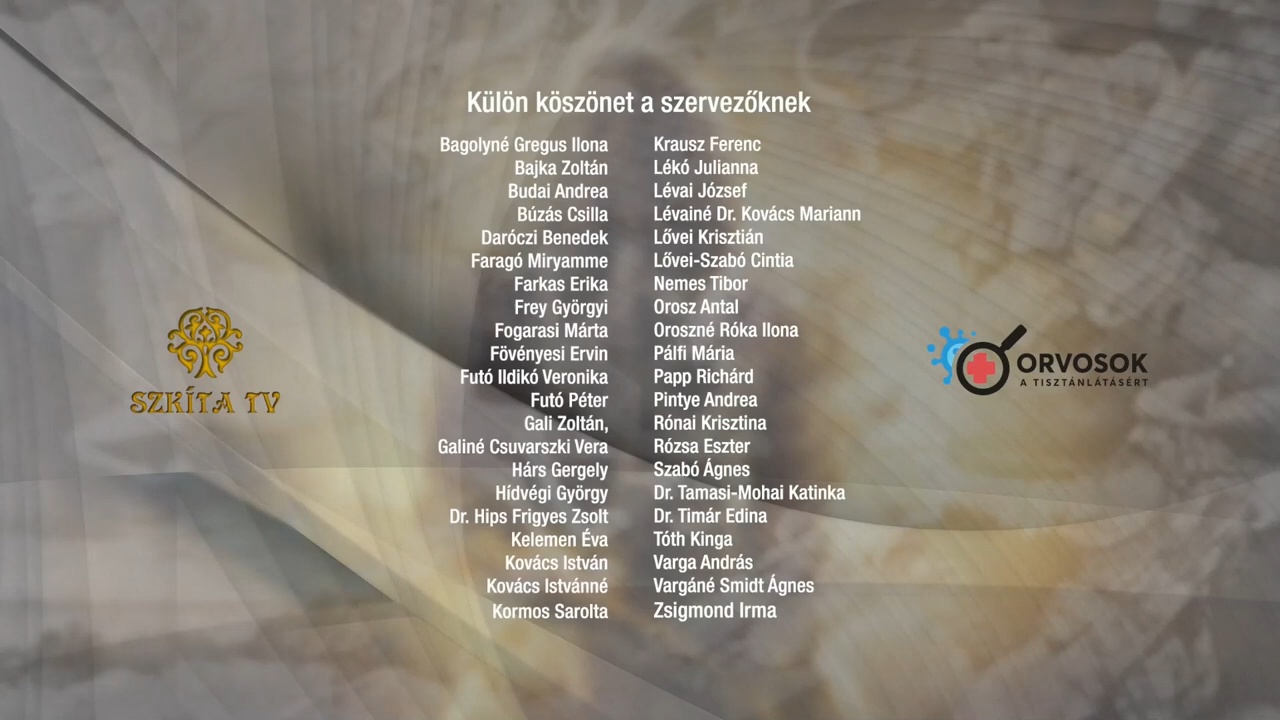 Külön köszönet a szervezőknek
Bagolyné Gregus Ilona
Bajka Zoltán
Budai Andrea
Búzás Csilla
Daróczi Benedek
Faragó Miryamme
Farkas Erika
Frey Györgyi
Fogarasi Márta
Fövényesi Ervin
Futó Ildikó Veronika
Futó Péter
Gali Zoltán,
Galiné Csuvarszki Vera
Hárs Gergely
Hídvégi György
Dr. Hips Frigyes Zsolt
Kelemen Éva
Kovács István
Kovács Istvánné
Kormos Sarolta
Krausz Ferenc
Lékó Julianna
Lévai József
Lévainé Dr. Kovács Mariann
Lővei Krisztián
Lővei-Szabó Cintia
Nemes Tibor
Orosz Antal
Oroszné Róka Ilona
Pálfi Mária
Papp Richárd
Pintye Andrea
Rónai Krisztina
Rózsa Eszter
Szabó Ágnes
Dr. Tamasi-Mohai Katinka
Dr. Timár Edina
Tóth Kinga
Varga András
Vargáné Smidt Ágnes
Zsigmond Irma
SZKÍTA TV
ORVOSOK
A TISZTÁNLÁTÁSÉRT